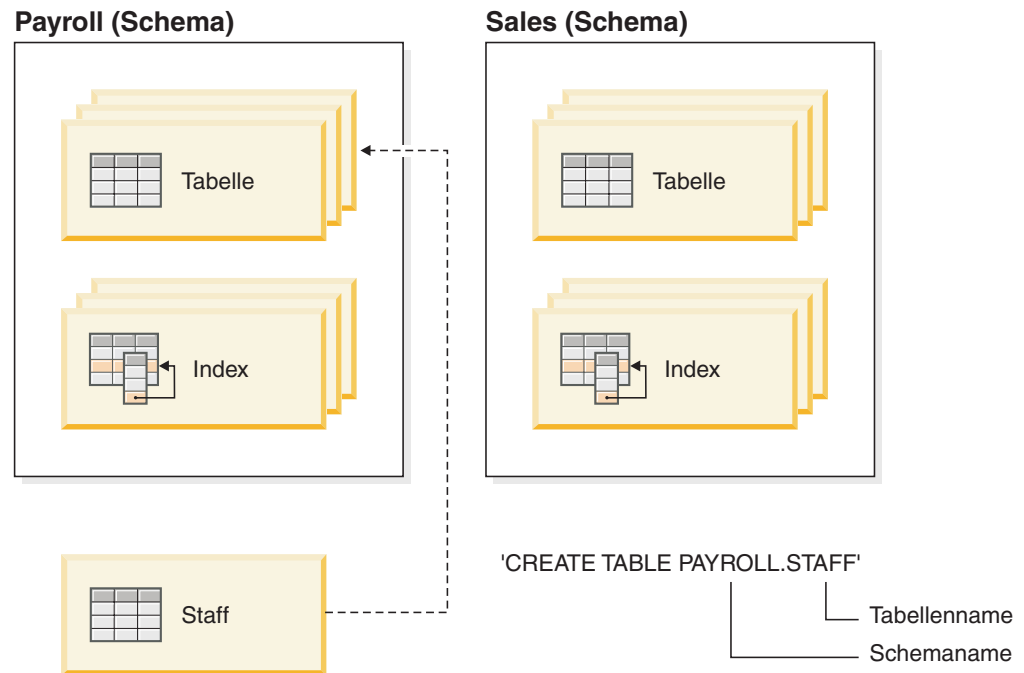 Payroll (Schema)
Sales (Schema)
Tabelle
Tabelle
Index
Index
Staff
'CREATE TABLE PAYROLL.STAFF'
Tabellenname
Schemaname